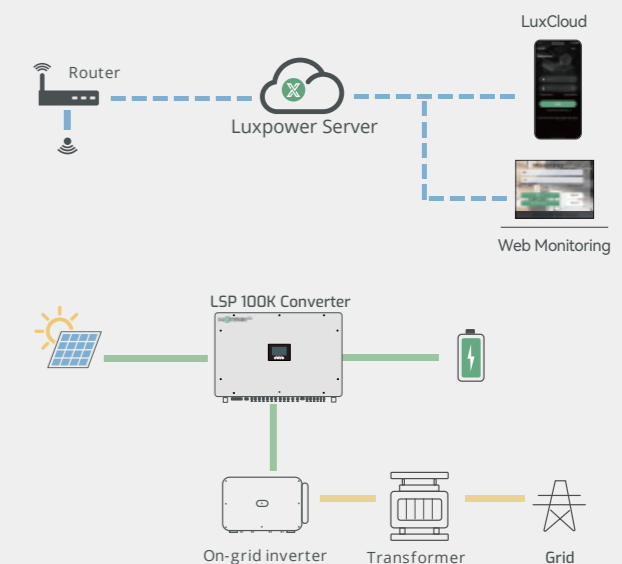 LuxCloud
Router
Luxpower Server
Web Monitoring
LSP 100K Converter
On-grid inverter
Transformer
Grid